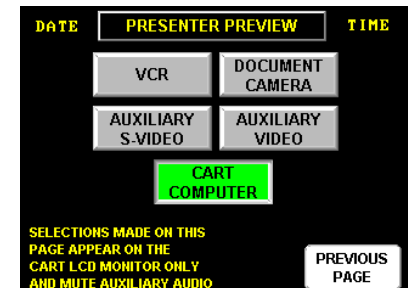 DATE PRESENTER PREVIEW TIME
VCR
DOCUMENT
CAMERA
AUXILIARY
S-VIDEO
AUXILIARY
VIDEO
CART
COMPUTER
SELECTIONS MADE ON THIS
PAGE APPEAR ON THE
CART LCD MONITOR ONLY
AND MUTE AUXILIARY AUDIO
PREVIOUS
PAGE